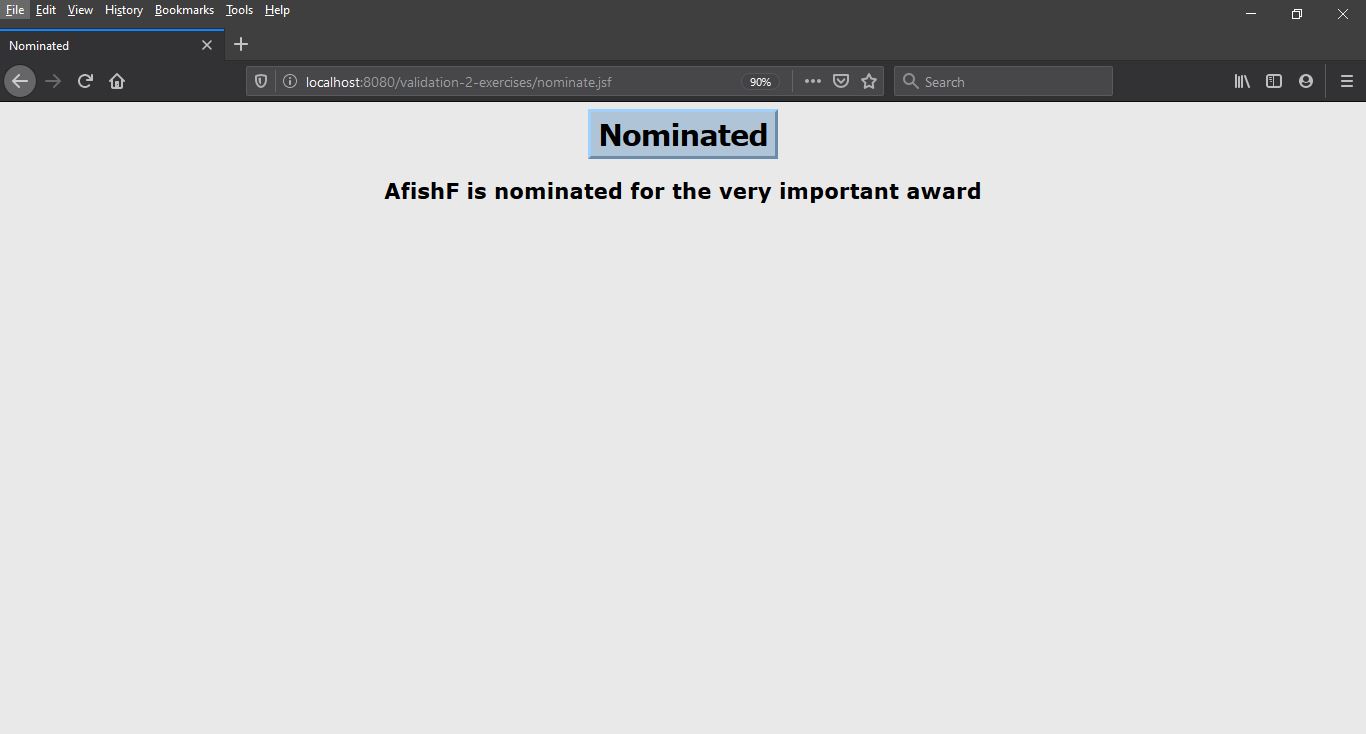 File Edit View History Bookmarks Tools Help
Nominated
localhost:8080/validation-2-exercises/nominate.jsf 90% Search
Nominated
AfishF is nominated for the very important award